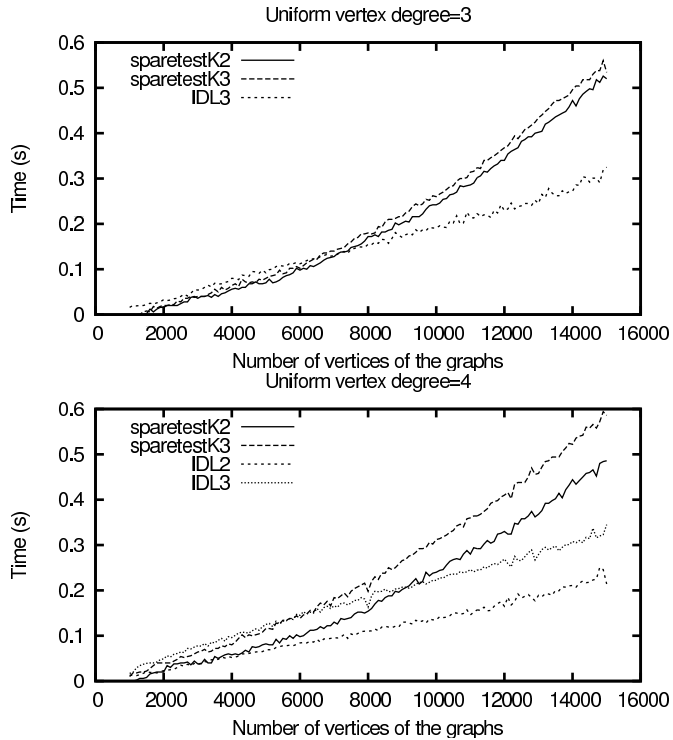 Uniform vertex degree=3
0.6
0.5
0.4
0.3
0.2
0.1
0
Time (s)
sparetestK2
sparetestK3
IDL3
0 2000 4000 6000 8000 10000 12000 14000 16000
Number of vertices of the graphs
Uniform vertex degree=4
0.6
0.5
0.4
0.3
0.2
0.1
0
Time (s)
sparetestK2
sparetestK3
IDL2
IDL3
0 2000 4000 6000 8000 10000 12000 14000 16000
Number of vertices of the graphs